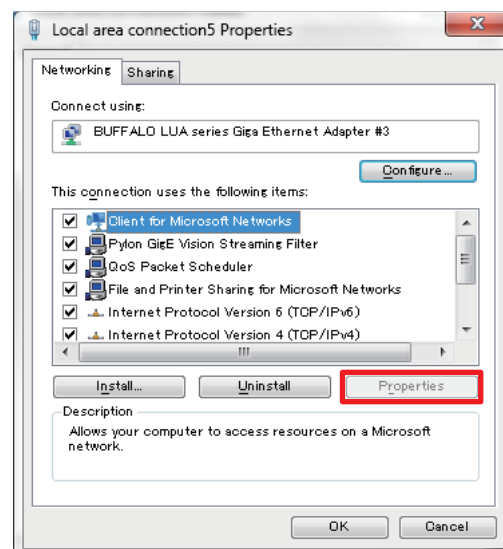 Local area connection5 Properties
Networking
Sharing
Connect using:
BUFFALO LUA series Giga Ethernet Adapter #3
Configure...
This connection uses the following items:
Client for Microsoft Networks
Pylon GigE Vision Streaming Filter
QoS Packet Scheduler
File and Printer Sharing for Microsoft Networks
Internet Protocol Version 6 (TCP/IPv6)
Internet Protocol Version 4 (TCP/IPv4)
Install...
Uninstall
Properties
Description
Allows your computer to access resources on a Microsoft
network.
OK
Cancel